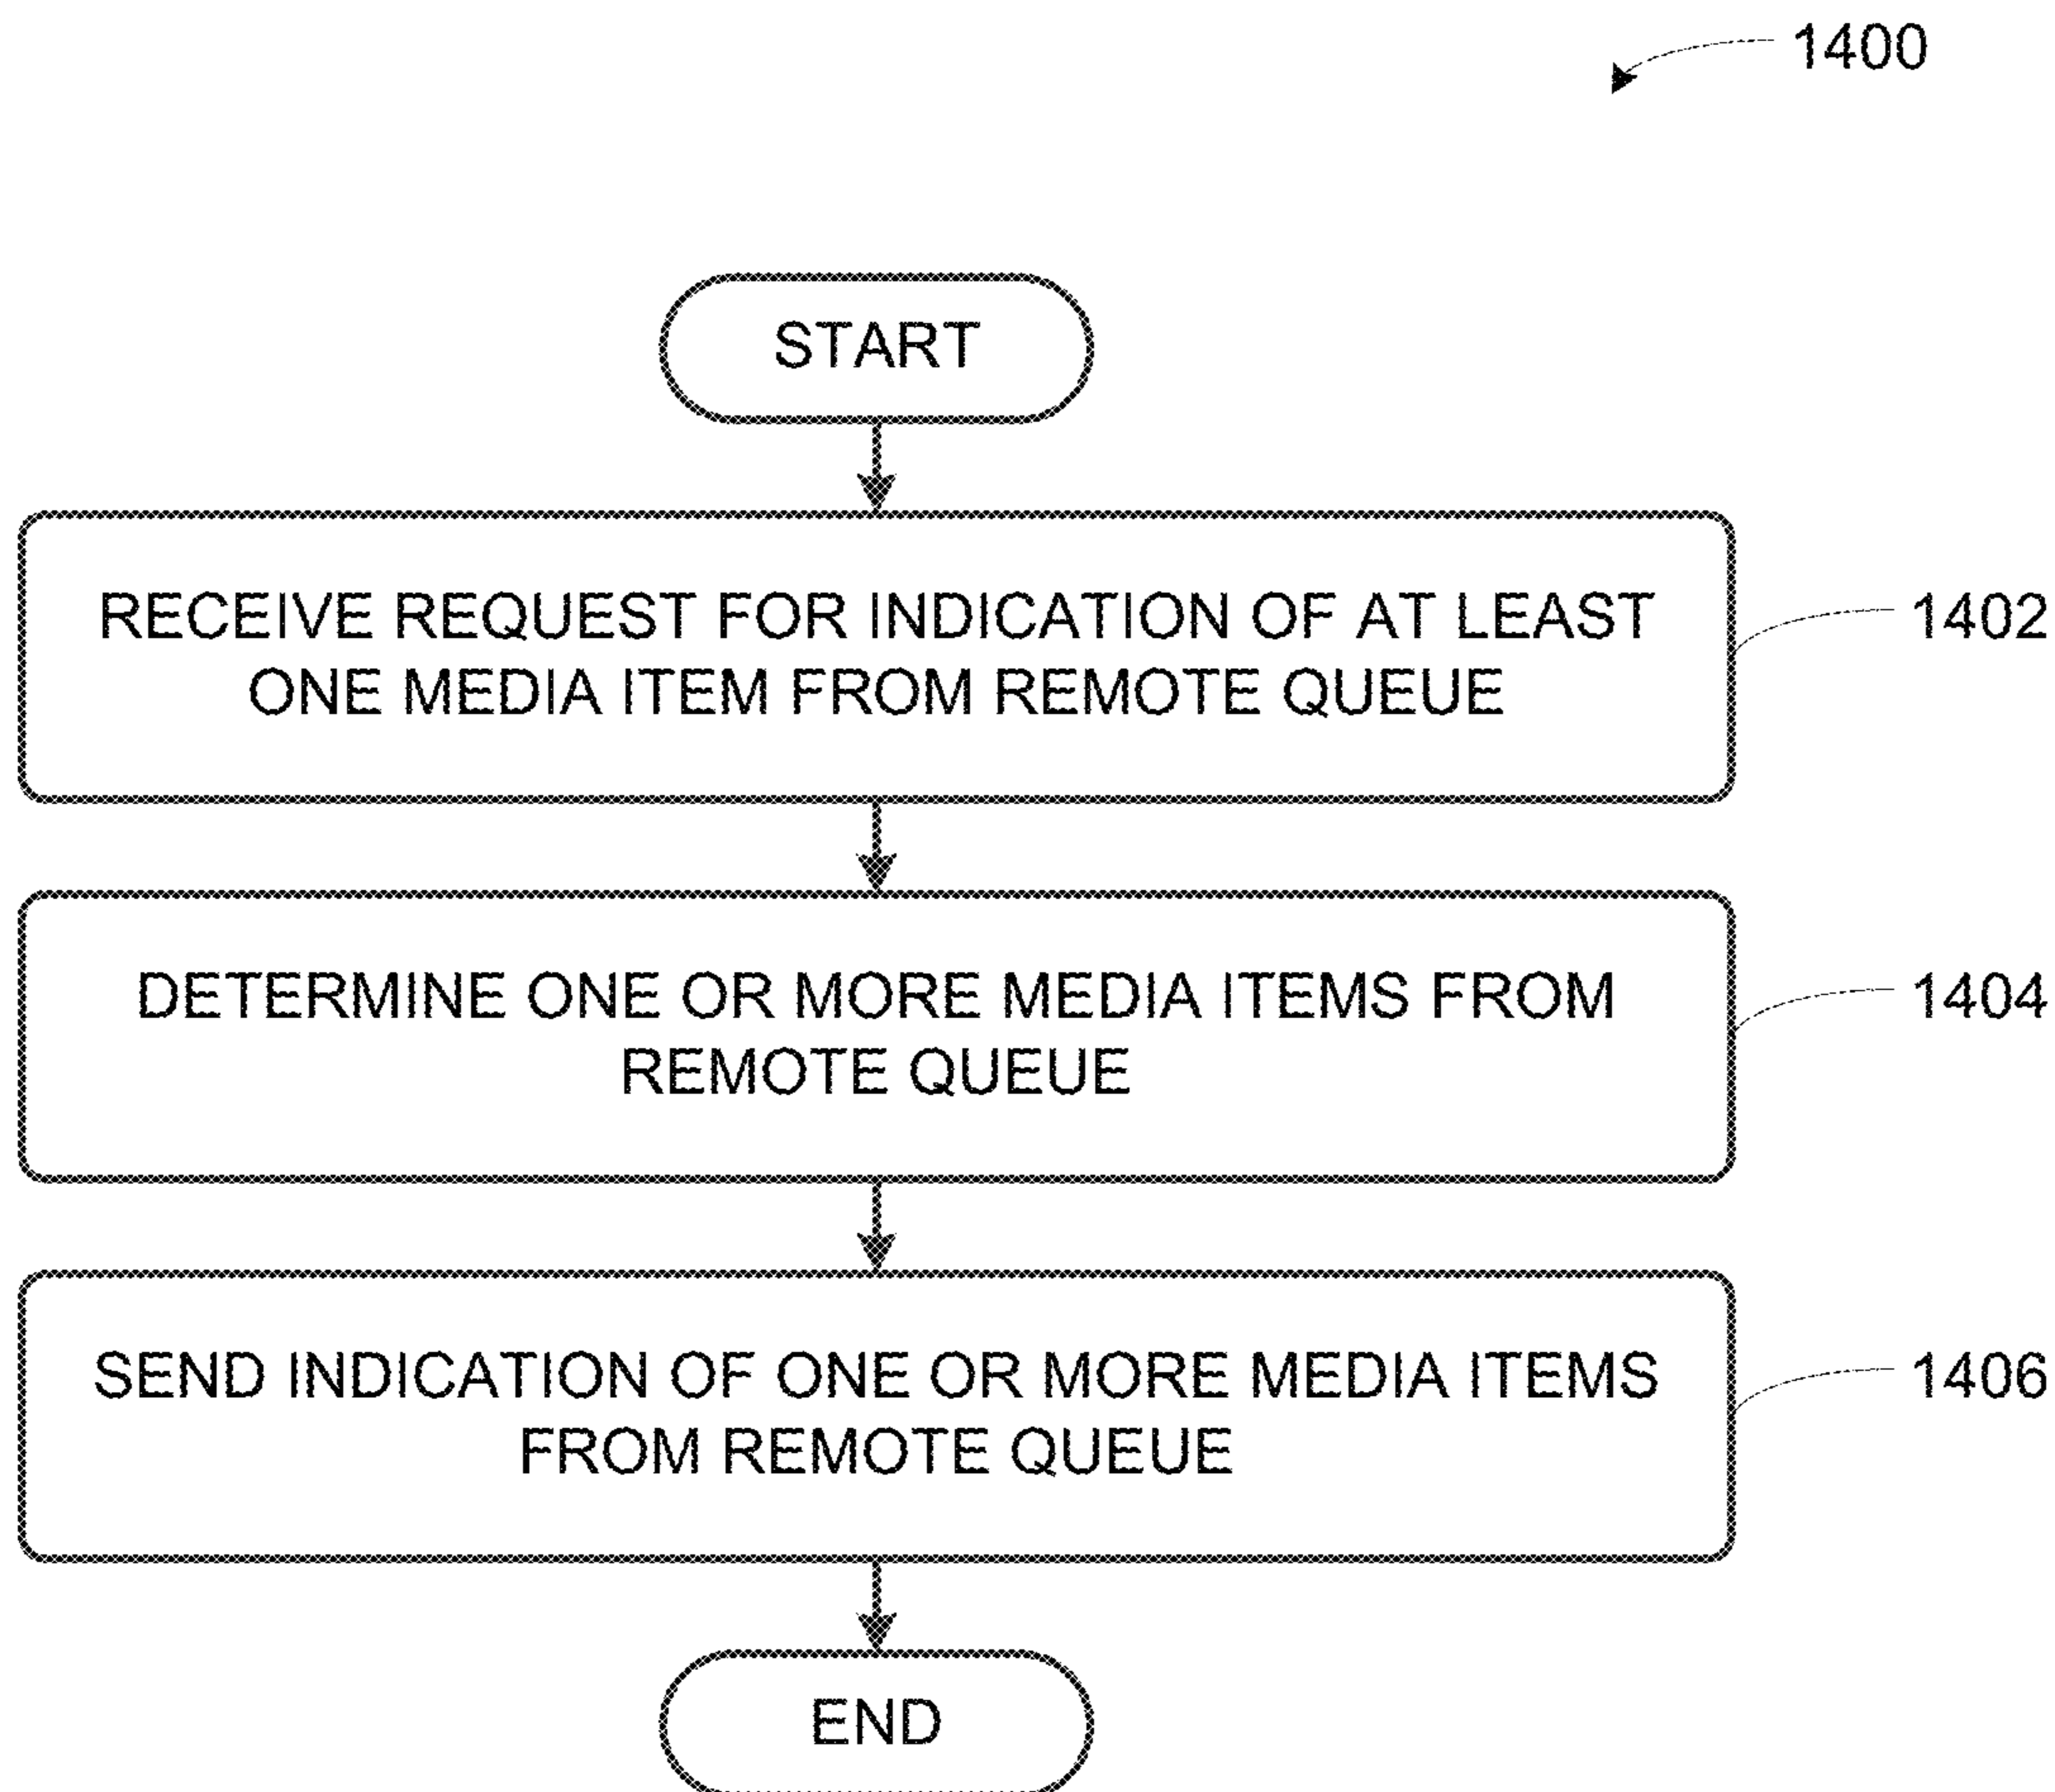 1400
START
RECEIVE REQUEST FOR INDICATION OF AT LEAST
ONE MEDIA ITEM FROM REMOTE QUEUE
1402
DETERMINE ONE OR MORE MEDIA ITEMS FROM
REMOTE QUEUE
1404
SEND INDICATION OF ONE OR MORE MEDIA ITEMS
FROM REMOTE QUEUE
1406
END